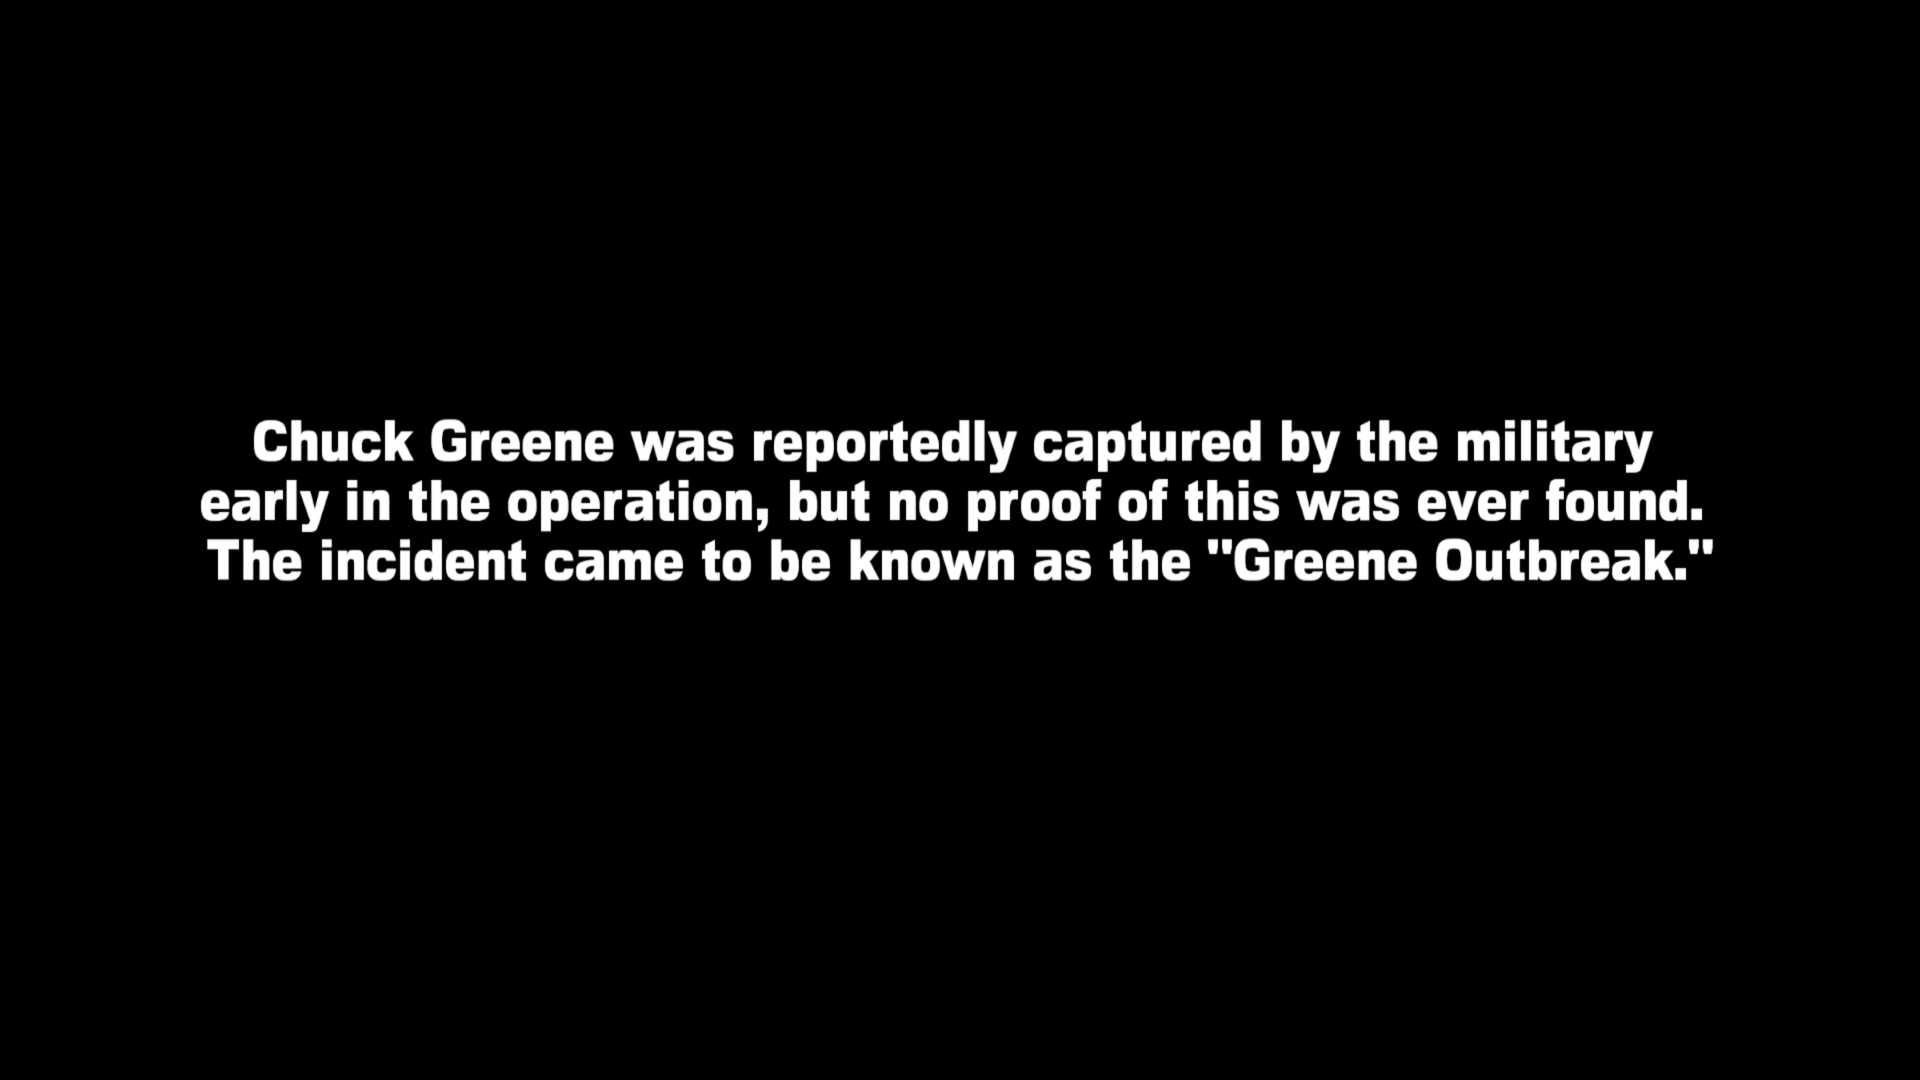 Chuck Greene was reportedly captured by the military
early in the operation, but no proof of this was ever found.
The incident came to be known as the "Greene Outbreak."